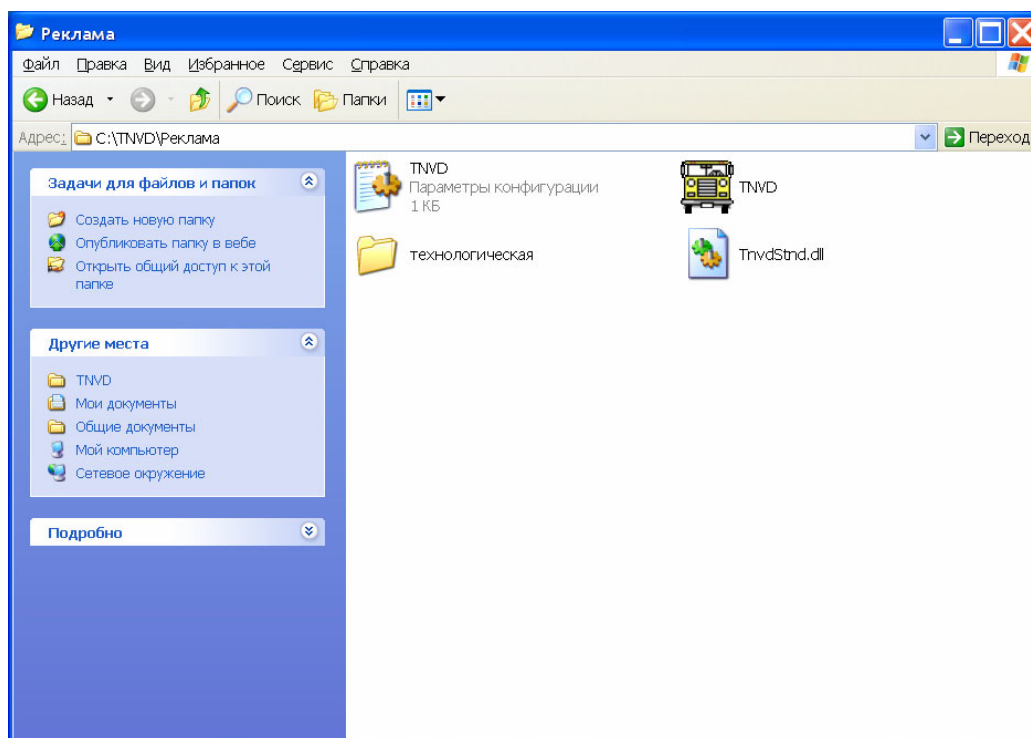 Реклама
Файл Правка Вид Избранное Сервис Справка
Назад Поиск Папки
Адрес: C:\TNVD\Реклама Переход
Задачи для файлов и папок
Создать новую папку
Опубликовать папку в вебе
Открыть общий доступ к этой
папке
Другие места
TNVD
Мои документы
Общие документы
Мой компьютер
Сетевое окружение
Подробно
TNVD
Параметры конфигурации
1 КБ
TNVD
технологическая
TnvdStnd.dll